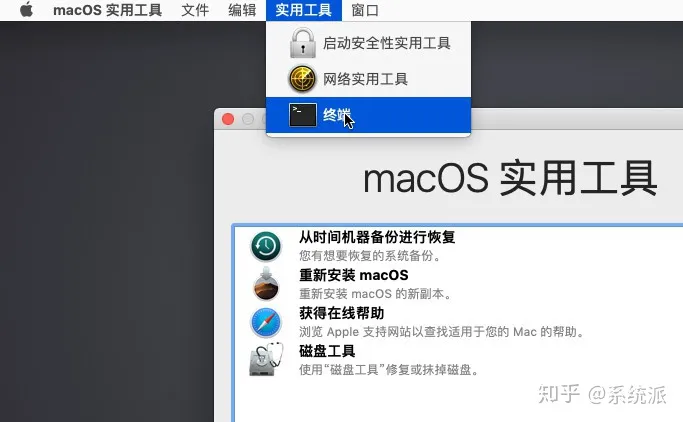 macOS 实用工具 文件 编辑 实用工具 窗口
启动安全性实用工具
网络实用工具
终端
macOS 实用工具
从时间机器备份进行恢复
您有想要恢复的系统备份。
重新安装 macOS
重新安装 macOS 的新副本。
获得在线帮助
浏览 Apple 支持网站以查找适用于您的 Mac 的帮助。
磁盘工具
使用“磁盘工具”修复或抹掉磁盘。
知乎 @系统派